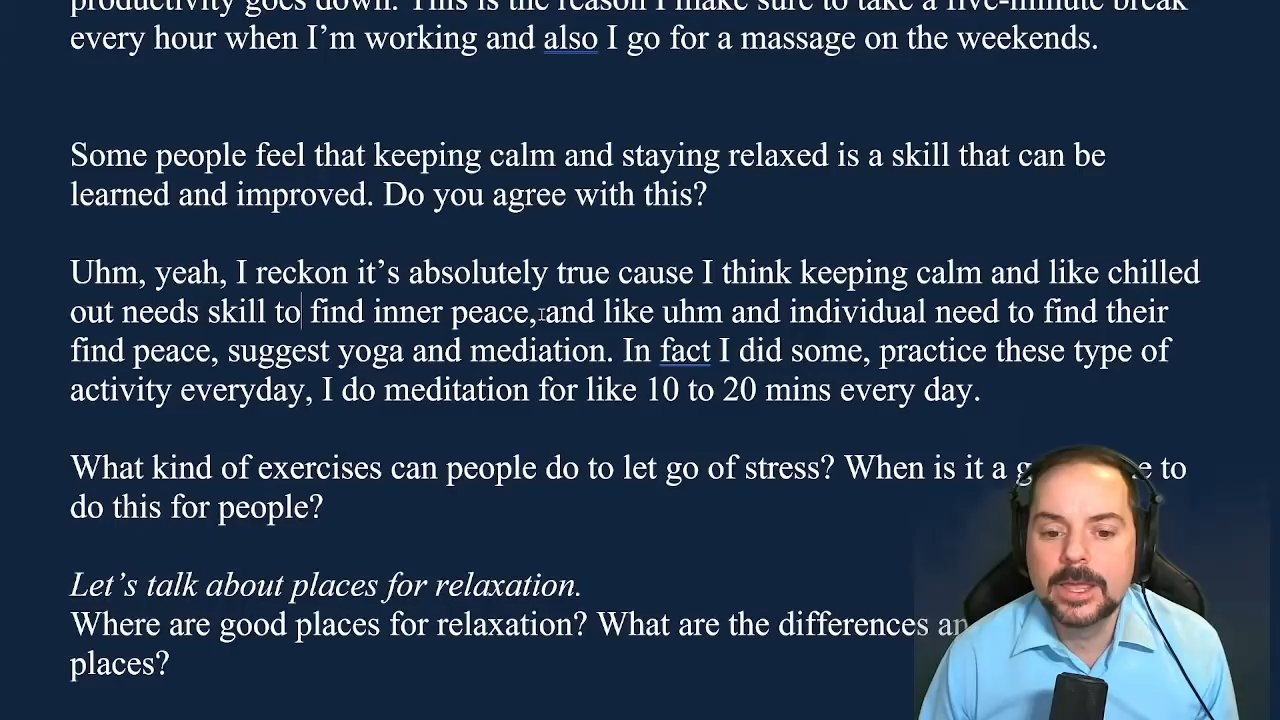 productivity goes down. This is the reason I make sure to take a five-minute break
every hour when I'm working and also I go for a massage on the weekends.
Some people feel that keeping calm and staying relaxed is a skill that can be
learned and improved. Do you agree with this?
Uhm, yeah, I reckon it's absolutely true cause I think keeping calm and like chilled
out needs skill to find inner peace, and like uhm and individual need to find their
find peace, suggest yoga and mediation. In fact I did some, practice these type of
activity everyday, I do meditation for like 10 to 20 mins every day.
What kind of exercises can people do to let go of stress? When is it a to
do this for people?
Let's talk about places for relaxation.
Where are good places for relaxation? What are the differences
places?